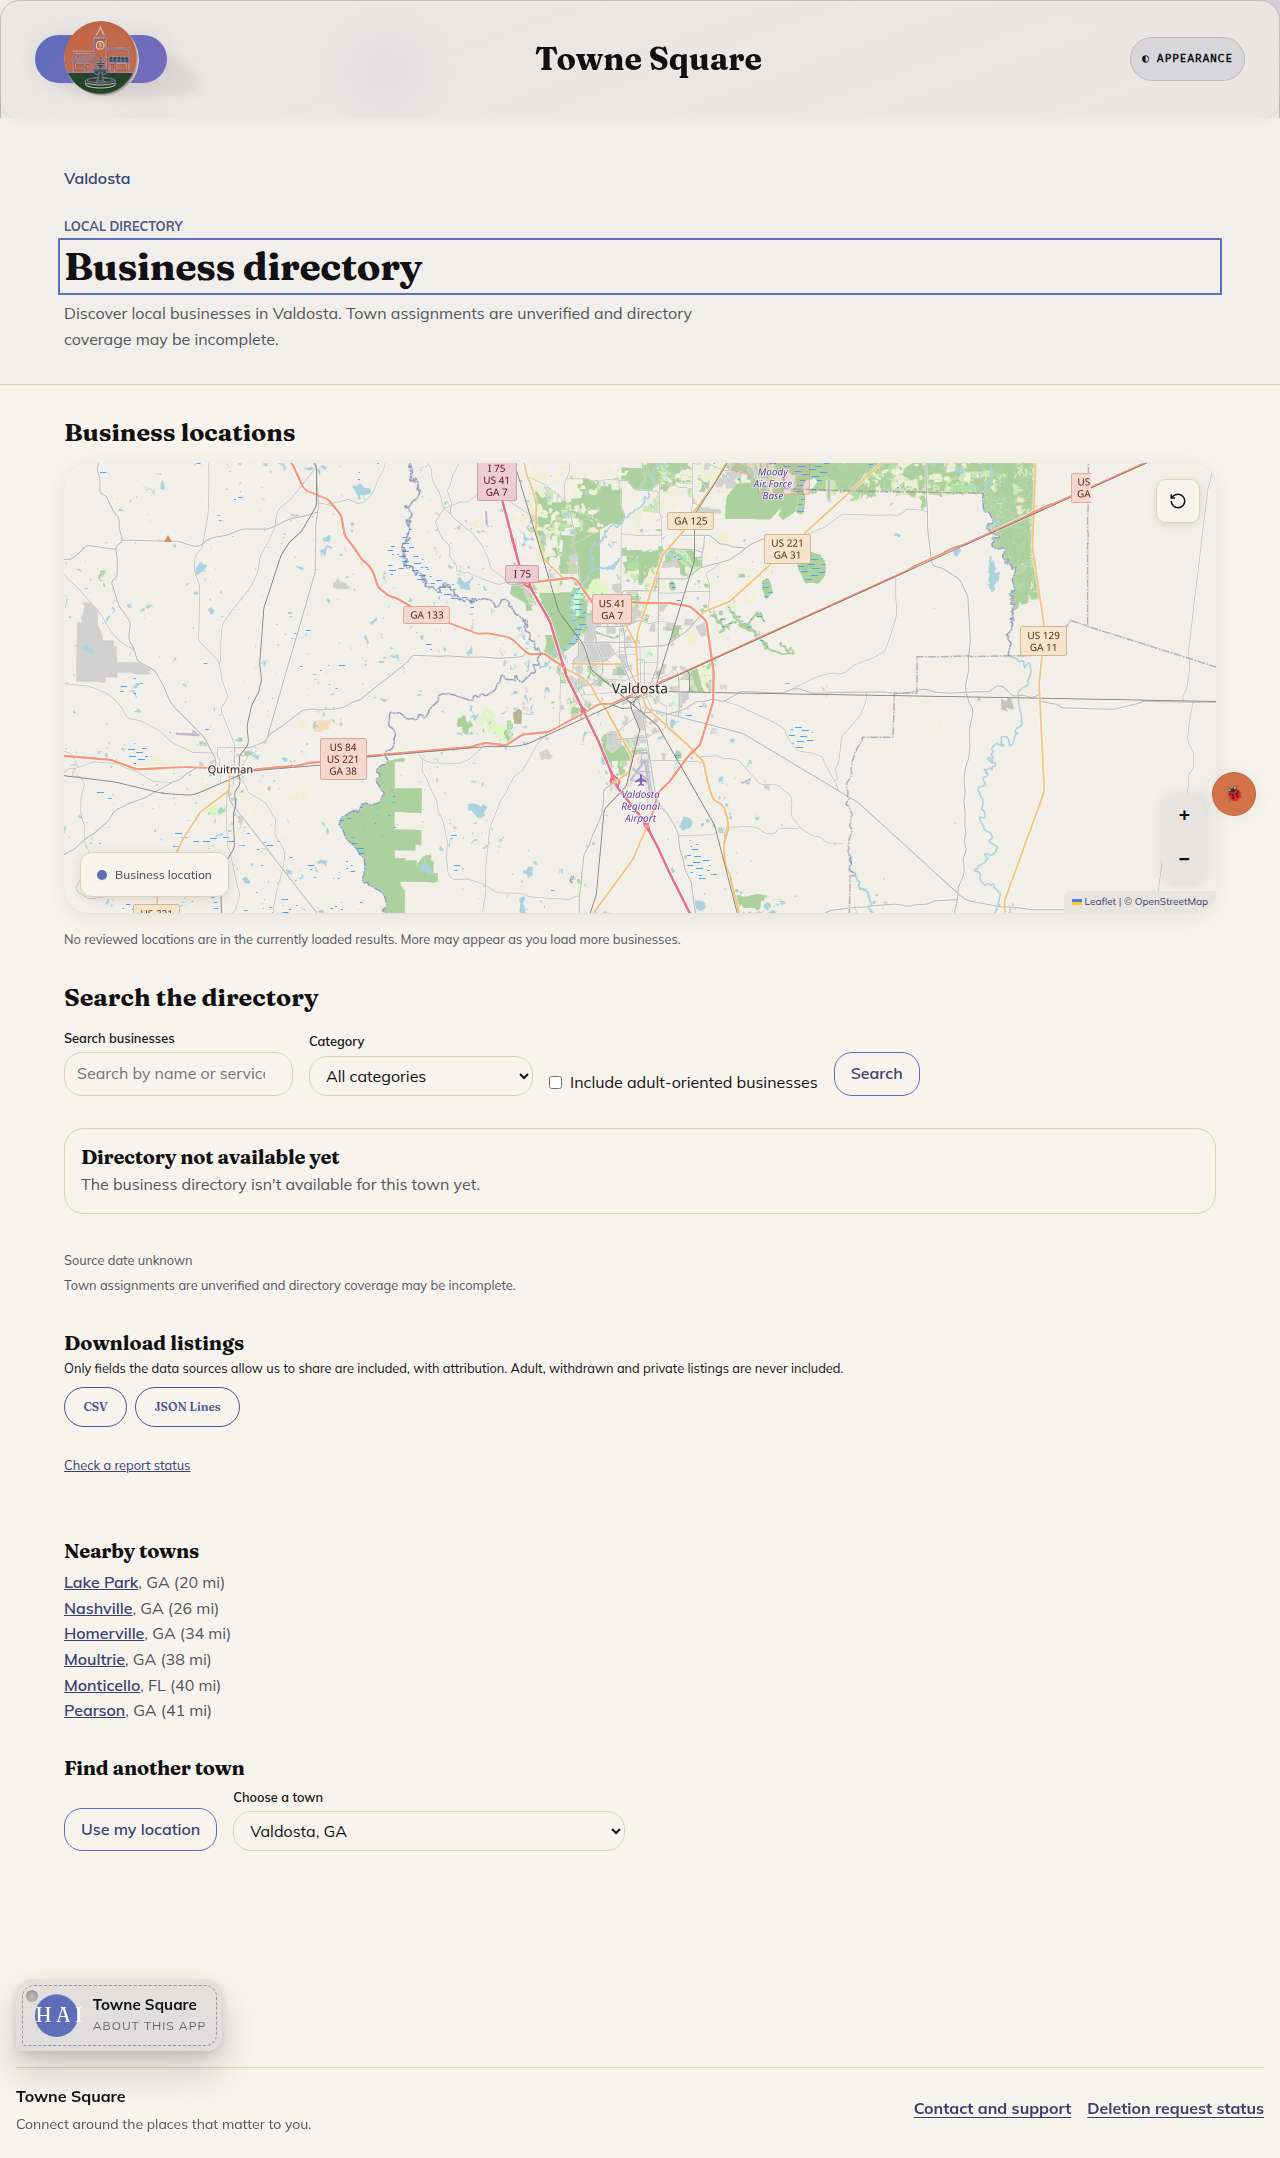 Towne Square
APPEARANCE
Valdosta
LOCAL DIRECTORY
Business directory
Discover local businesses in Valdosta. Town assignments are unverified and directory
coverage may be incomplete.
Business locations
I 75
US 41
GA 7
Moody
Air Force
Base
US
GA
GA 125
US 221
GA 31
I 75
US 41
GA 7
GA 133
US 129
GA 11
Valdosta
US 84
US 221
GA 38
Quitman
Valdosta
Regional
Airport
+
−
Business location
US 221
Leaflet | © OpenStreetMap
No reviewed locations are in the currently loaded results. More may appear as you load more businesses.
Search the directory
Search businesses
Category
Search by name or servic
All categories
Include adult-oriented businesses
Search
Directory not available yet
The business directory isn't available for this town yet.
Source date unknown
Town assignments are unverified and directory coverage may be incomplete.
Download listings
Only fields the data sources allow us to share are included, with attribution. Adult, withdrawn and private listings are never included.
CSV
JSON Lines
Check a report status
Nearby towns
Lake Park, GA (20 mi)
Nashville, GA (26 mi)
Homerville, GA (34 mi)
Moultrie, GA (38 mi)
Monticello, FL (40 mi)
Pearson, GA (41 mi)
Find another town
Choose a town
Use my location
Valdosta, GA
HAI
Towne Square
ABOUT THIS APP
Towne Square
Connect around the places that matter to you.
Contact and support
Deletion request status